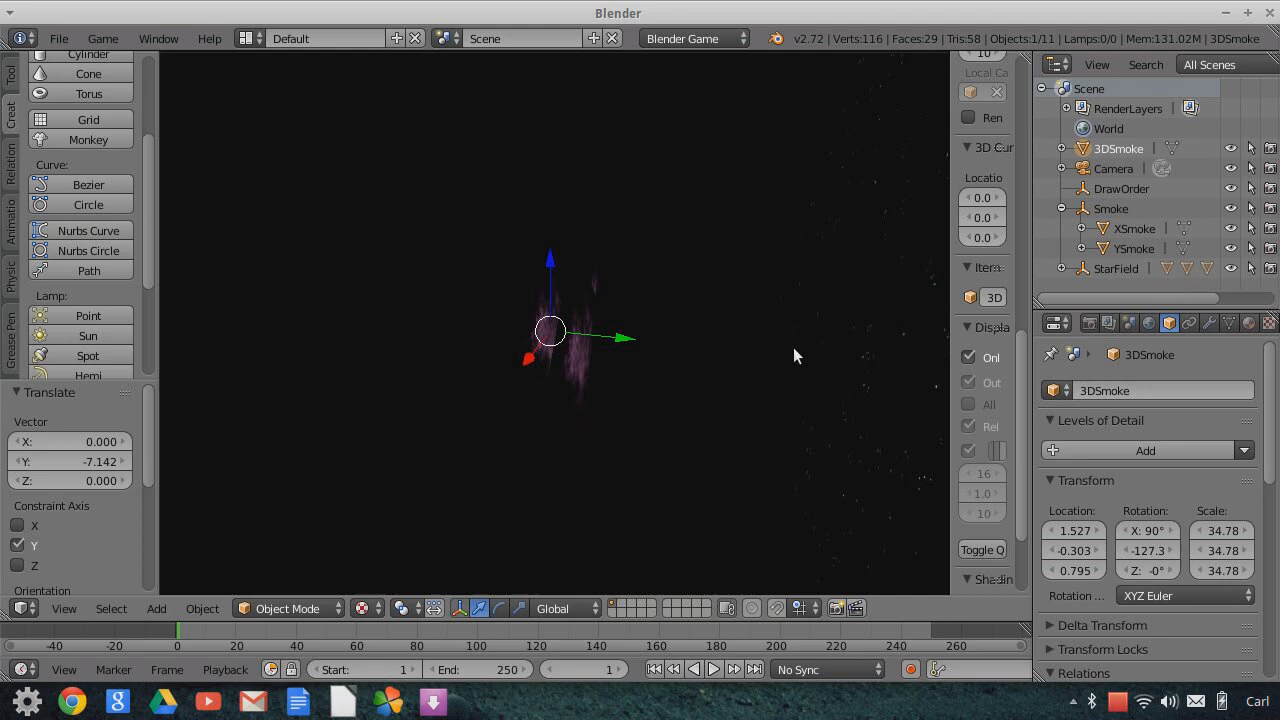 Blender
File Game Window Help Default Scene Blender Game v2.72 | Verts:116 | Faces:29 | Tris:58 | Objects:1/11 | Lamps:0/0 | Mem:131.02M | 3DSmoke
Tool
Creat
Relation
Animatio
Physic
Grease Pen
Cylinder
Cone
Torus
Grid
Monkey
Curve:
Bezier
Circle
Nurbs Curve
Nurbs Circle
Path
Lamp:
Point
Sun
Spot
Hemi
Translate
Vector
X: 0.000
Y: -7.142
Z: 0.000
Constraint Axis
X
Y
Z
Orientation
10
Local Ca
Ren
3D Cur
Locatio
0.0
0.0
0.0
Item
3D
Displa
Onl
Out
All
Rel
16
1.0
10
Toggle Q
Shadin
View Search All Scenes
Scene
RenderLayers |
World
3DSmoke |
Camera |
DrawOrder
Smoke
XSmoke |
YSmoke |
StarField |
3DSmoke
3DSmoke
Levels of Detail
Add
Transform
Location: Rotation: Scale:
1.527 X: 90° 34.78
-0.303 -127.3 34.78
0.795 Z: -0° 34.78
Rotation ... XYZ Euler
Delta Transform
Transform Locks
Relations
View Select Add Object Object Mode Global
-40 -20 0 20 40 60 80 100 120 140 160 180 200 220 240 260
View Marker Frame Playback Start: 1 End: 250 1 No Sync
Carl